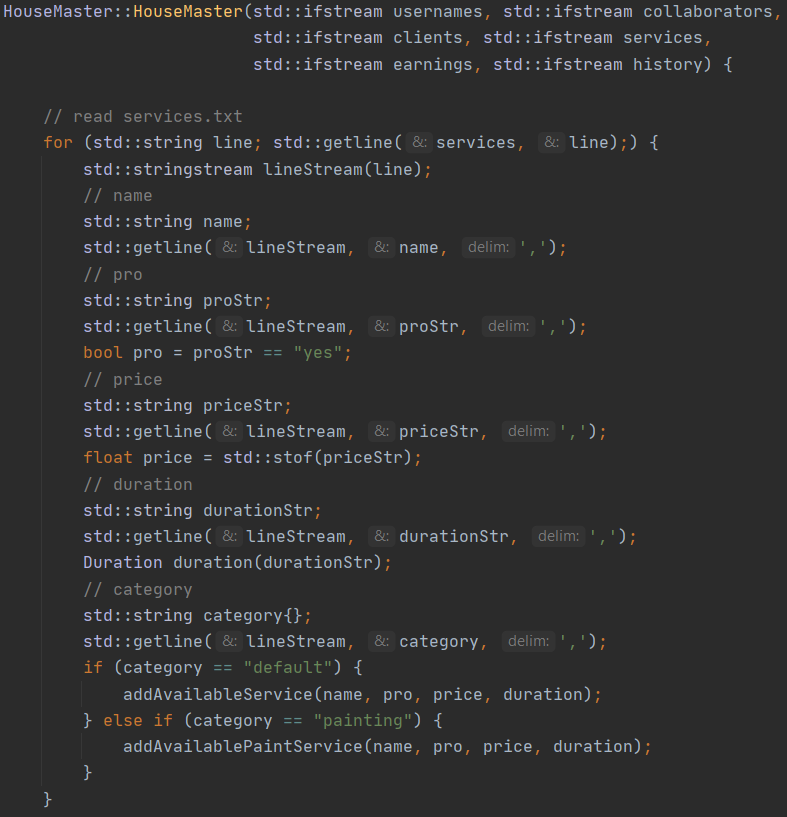 HouseMaster::HouseMaster(std::ifstream usernames, std::ifstream collaborators,
                         std::ifstream clients, std::ifstream services,
                         std::ifstream earnings, std::ifstream history) {

    // read services.txt
    for (std::string line; std::getline( &: services, &: line);) {
        std::stringstream lineStream(line);
        // name
        std::string name;
        std::getline( &: lineStream, &: name, delim: ',');
        // pro
        std::string proStr;
        std::getline( &: lineStream, &: proStr, delim: ',');
        bool pro = proStr == "yes";
        // price
        std::string priceStr;
        std::getline( &: lineStream, &: priceStr, delim: ',');
        float price = std::stof(priceStr);
        // duration
        std::string durationStr;
        std::getline( &: lineStream, &: durationStr, delim: ',');
        Duration duration(durationStr);
        // category
        std::string category{};
        std::getline( &: lineStream, &: category, delim: ',');
        if (category == "default") {
            addAvailableService(name, pro, price, duration);
        } else if (category == "painting") {
            addAvailablePaintService(name, pro, price, duration);
        }
    }